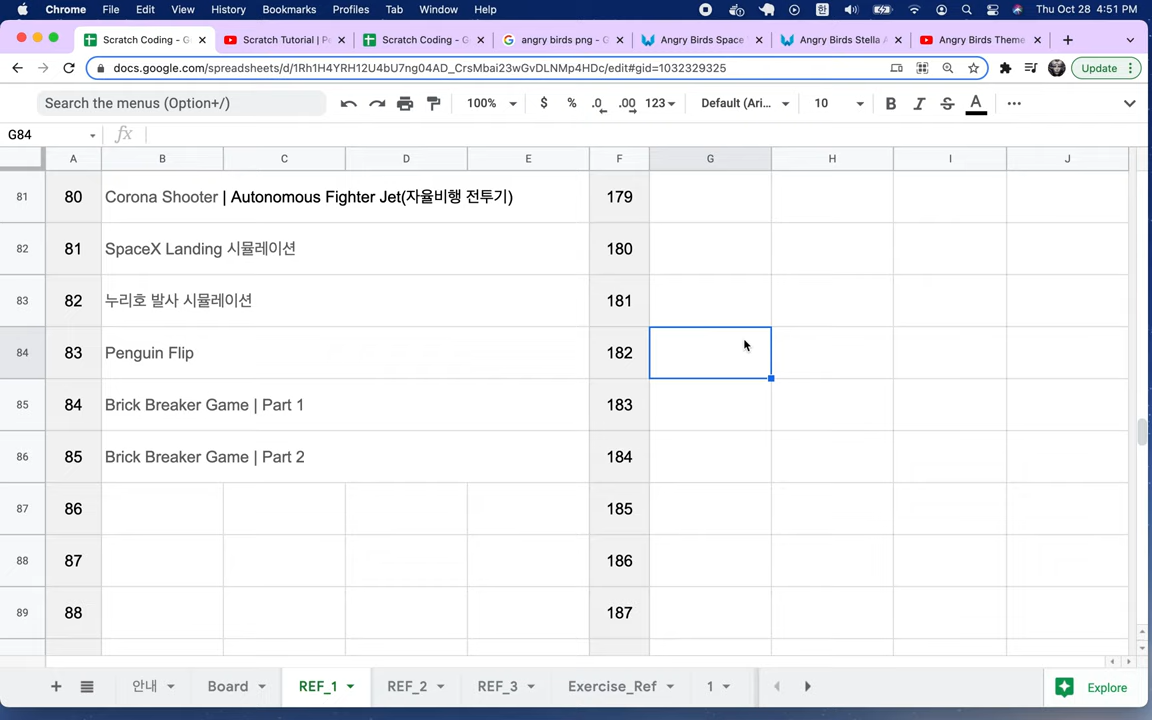 Chrome File Edit View History Bookmarks Profiles Tab Window Help 한 Thu Oct 28 4:51 PM
Scratch Coding - G Scratch Tutorial | P Scratch Coding - G angry birds png - G Angry Birds Space Angry Birds Stella A Angry Birds Theme
docs.google.com/spreadsheets/d/1Rh1H4YRH12U4bU7ng04AD_CrsMbai23wGvDLNMp4HDc/edit#gid=1032329325 Update
Search the menus (Option+/) 100% $ % .0 .00 123 Default (Ari... 10 B I S A
G84 fx
A B C D E F G H I J
81 80 Corona Shooter | Autonomous Fighter Jet(자율비행 전투기) 179
82 81 SpaceX Landing 시뮬레이션 180
83 82 누리호 발사 시뮬레이션 181
84 83 Penguin Flip 182
85 84 Brick Breaker Game | Part 1 183
86 85 Brick Breaker Game | Part 2 184
87 86 185
88 87 186
89 88 187
안내 Board REF_1 REF_2 REF_3 Exercise_Ref 1 Explore